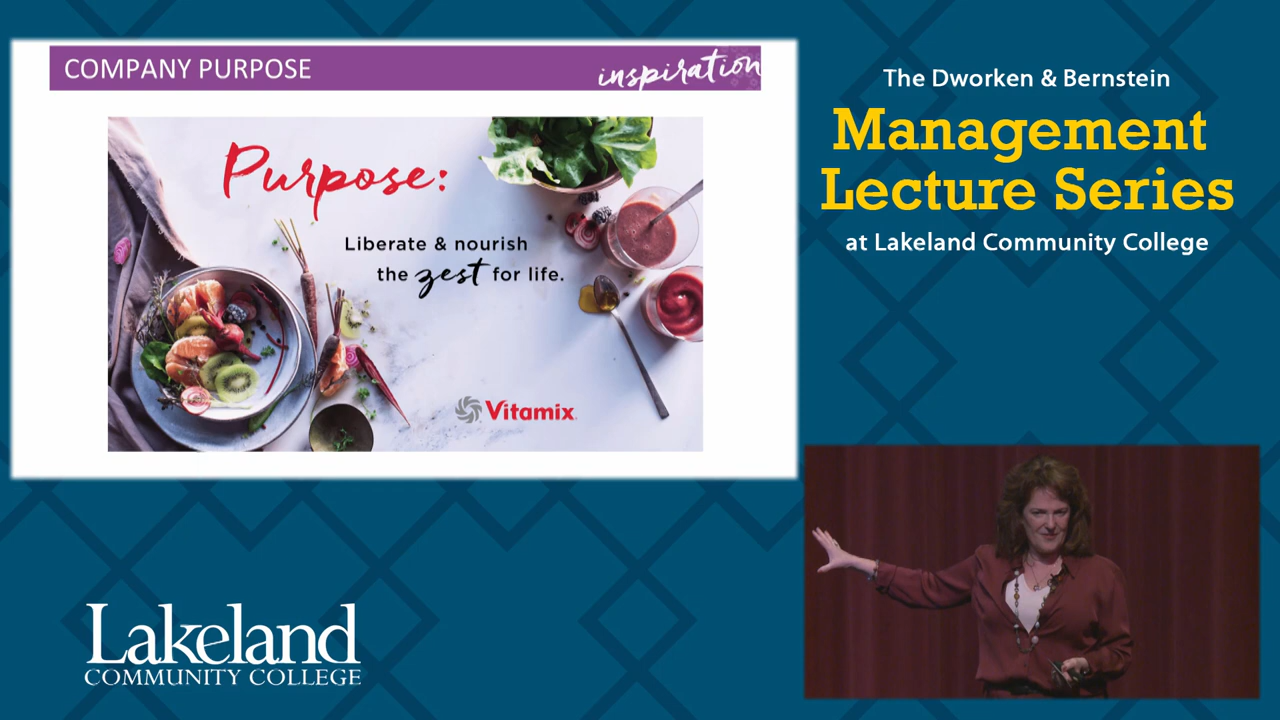 COMPANY PURPOSE
inspiration
Purpose:
Liberate & nourish
the zest for life.
Vitamix
The Dworken & Bernstein
Management
Lecture Series
at Lakeland Community College
Lakeland
COMMUNITY COLLEGE